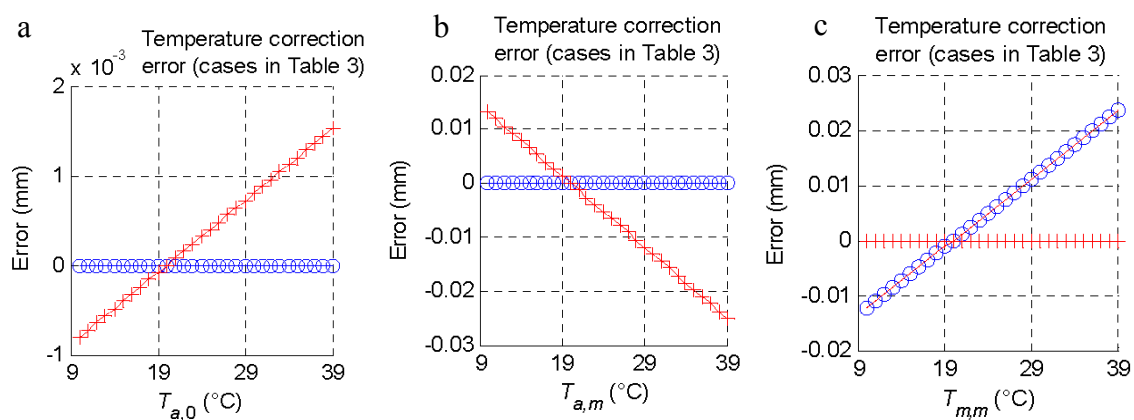 a
Temperature correction
error (cases in Table 3)
x 10⁻³
2
1
0
-1
Error (mm)
9 19 29 39
Tₐ,₀ (°C)
b
Temperature correction
error (cases in Table 3)
0.02
0.01
0
-0.01
-0.02
-0.03
Error (mm)
9 19 29 39
Tₐ,ₘ (°C)
c
Temperature correction
error (cases in Table 3)
0.03
0.02
0.01
0
-0.01
-0.02
Error (mm)
9 19 29 39
Tₘ,ₘ (°C)